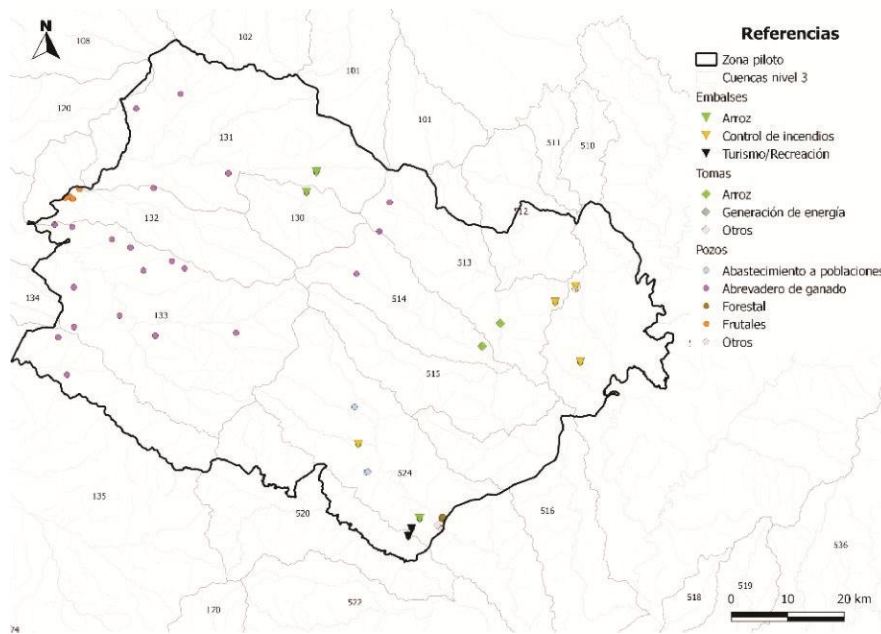 N
108
102
101
120
101
131
511
510
132
130
512
513
134
514
133
515
524
135
520
516
536
518
519
522
170
74
Referencias
Zona piloto
Cuencas nivel 3
Embalses
Arroz
Control de incendios
Turismo/Recreación
Tomas
Arroz
Generación de energía
Otros
Pozos
Abastecimiento a poblaciones
Abrevadero de ganado
Forestal
Frutales
Otros
0 10 20 km